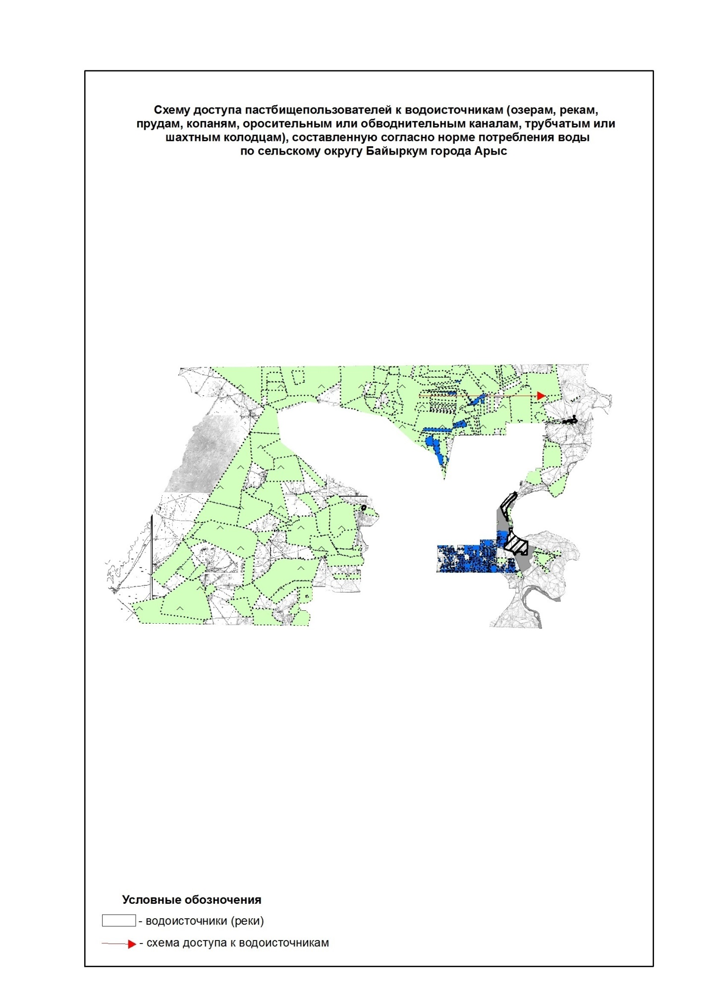 Схему доступа пастбищепользователей к водоисточникам (озерам, рекам,
прудам, копаням, оросительным или обводнительным каналам, трубчатым или
шахтным колодцам), составленную согласно норме потребления воды
по сельскому округу Байыркум города Арыс
Условные обозночения
- водоисточники (реки)
- схема доступа к водоисточникам